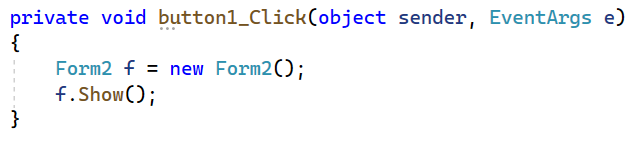 private void button1_Click(object sender, EventArgs e)
{
    Form2 f = new Form2();
    f.Show();
}